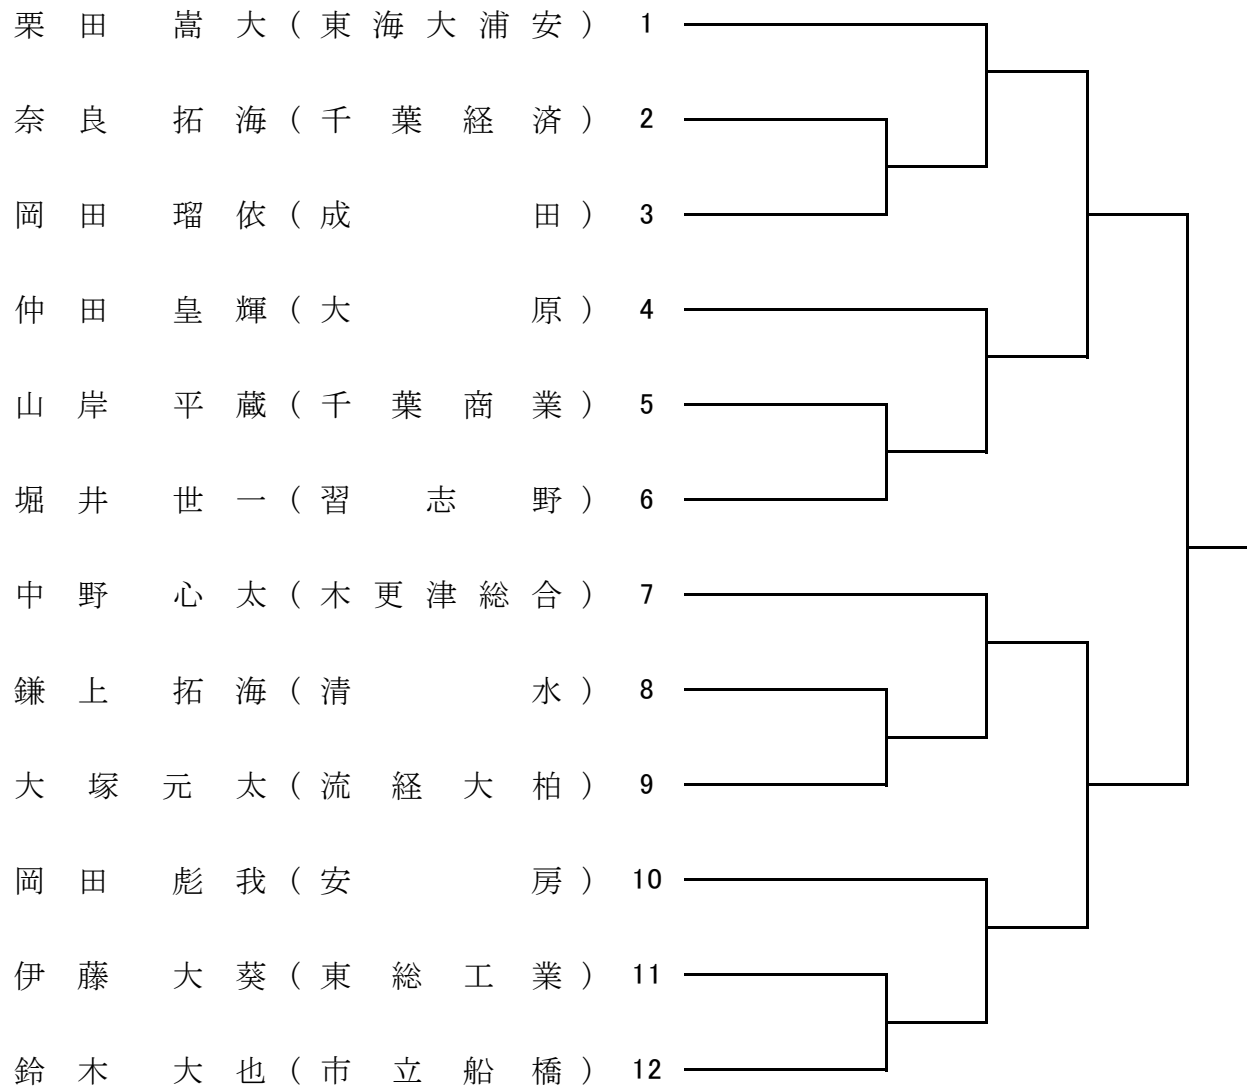 栗田 嵩大(東海大浦安) 1
奈良 拓海(千葉経済) 2
岡田 瑠依(成田) 3
仲田 皇輝(大原) 4
山岸 平蔵(千葉商業) 5
堀井 世一(習志野) 6
中野 心太(木更津総合) 7
鎌上 拓海(清水) 8
大塚元太(流経大柏) 9
岡田 彪我(安房) 10
伊藤 大葵(東総工業) 11
鈴木 大也(市立船橋) 12